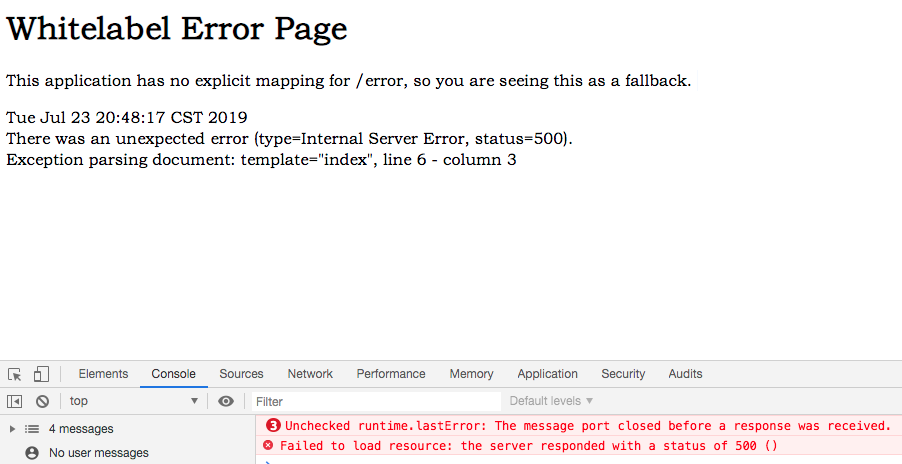 Whitelabel Error Page
This application has no explicit mapping for /error, so you are seeing this as a fallback.
Tue Jul 23 20:48:17 CST 2019
There was an unexpected error (type=Internal Server Error, status=500).
Exception parsing document: template="index", line 6 - column 3
Elements Console Sources Network Performance Memory Application Security Audits
top Filter Default levels
4 messages
3 Unchecked runtime.lastError: The message port closed before a response was received.
No user messages
Failed to load resource: the server responded with a status of 500 ()